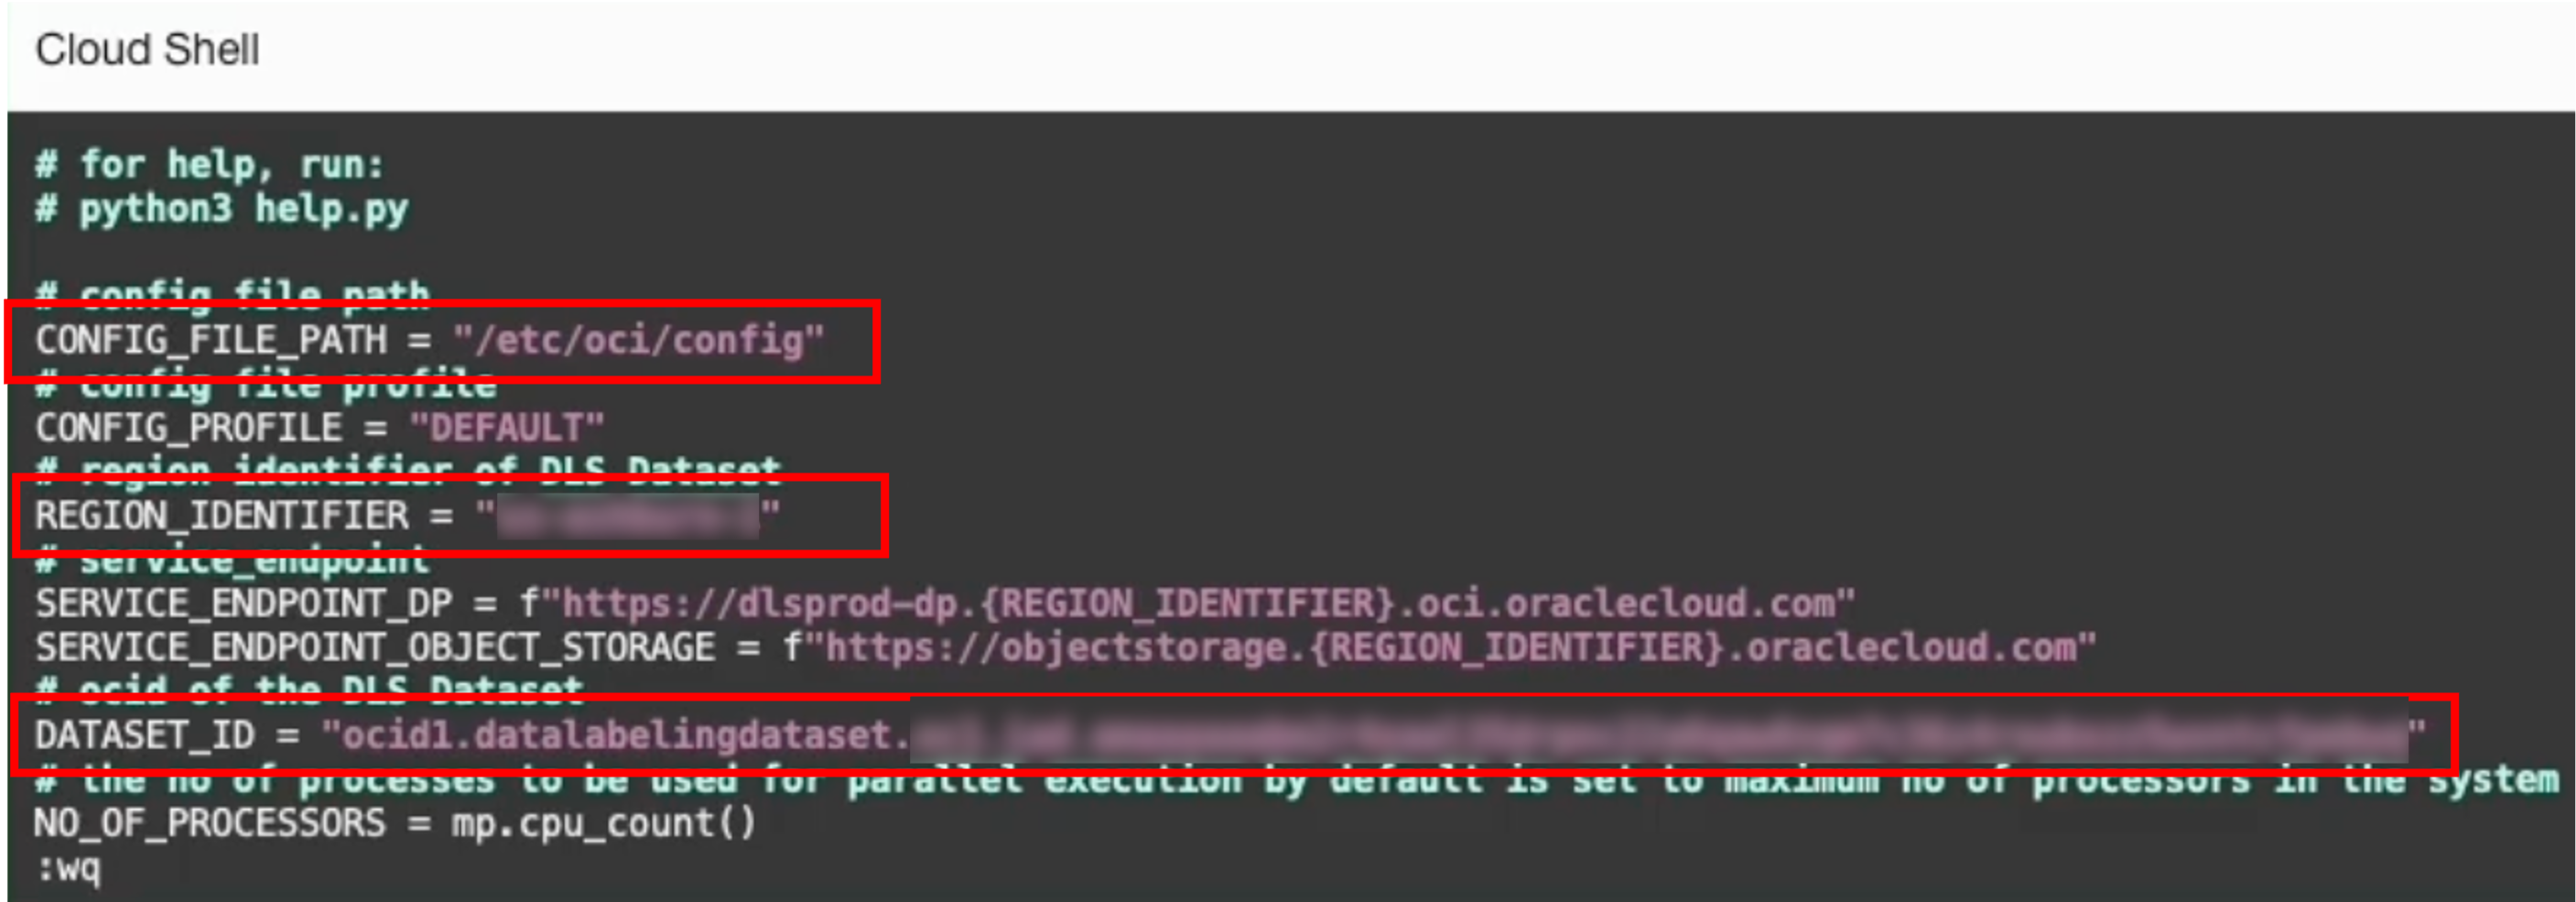 Cloud Shell
# for help, run:
# python3 help.py
# config file path
CONFIG_FILE_PATH = "/etc/oci/config"
# config file profile
CONFIG_PROFILE = "DEFAULT"
# region identifier of DLS Dataset
REGION_IDENTIFIER = ""
# service_endpoint
SERVICE_ENDPOINT_DP = f"https://dlsprod-dp.{REGION_IDENTIFIER}.oci.oraclecloud.com"
SERVICE_ENDPOINT_OBJECT_STORAGE = f"https://objectstorage.{REGION_IDENTIFIER}.oraclecloud.com"
# ocid of the DLS Dataset
DATASET_ID = "ocid1.datalabelingdataset."
# the no of processes to be used for parallel execution by default is set to maximum no of processors in the system
NO_OF_PROCESSORS = mp.cpu_count()
:wq